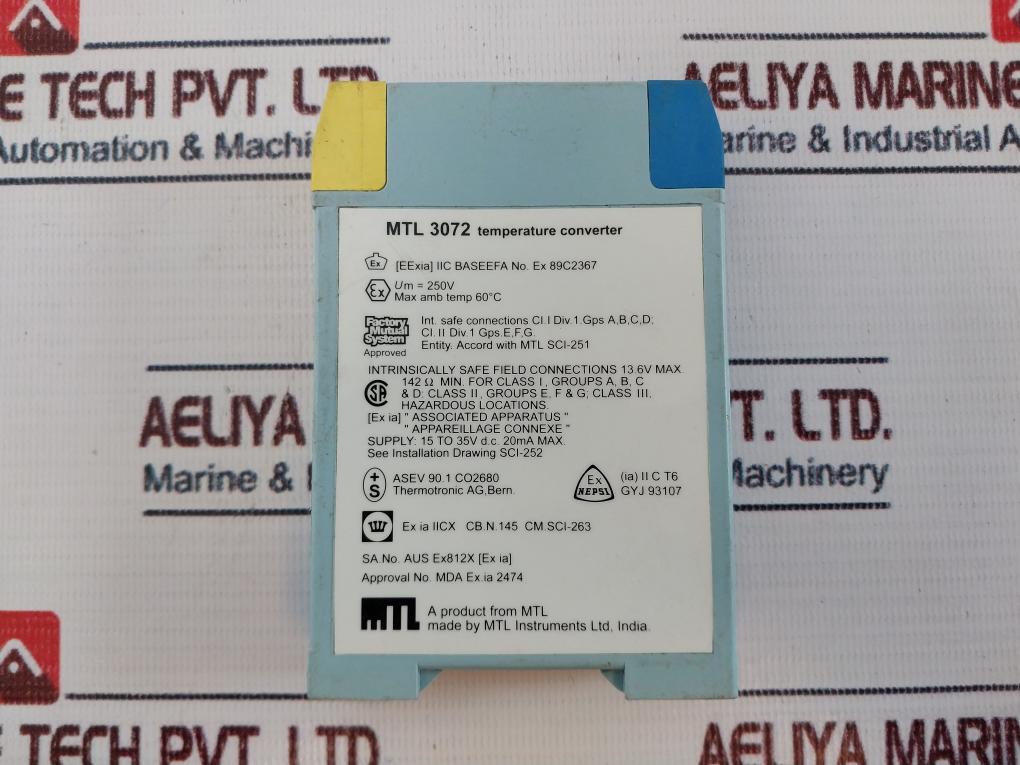 E TECH PVT. LTD.
Automation & Machi
AELIYA MARINE
arine & Industrial A
MTL 3072 temperature converter
Ex [EExia] IIC BASEEFA No. Ex 89C2367
Ex Um = 250V
Max amb temp 60°C
Factory Mutual System
Approved
Int. safe connections Cl.I Div.1.Gps A,B,C,D;
Cl.II Div.1 Gps.E,F,G.
Entity. Accord with MTL SCI-251
INTRINSICALLY SAFE FIELD CONNECTIONS 13.6V MAX.
SA 142 Ω MIN. FOR CLASS I, GROUPS A, B, C
& D; CLASS II, GROUPS E, F & G; CLASS III,
HAZARDOUS LOCATIONS.
[Ex ia] " ASSOCIATED APPARATUS "
" APPAREILLAGE CONNEXE "
SUPPLY: 15 TO 35V d.c. 20mA MAX.
See Installation Drawing SCI-252
+
S
ASEV 90.1 CO2680
Thermotronic AG,Bern.
Ex
NEPSI
(ia) II C T6
GYJ 93107
Ex ia IICX CB.N.145 CM.SCI-263
SA.No. AUS Ex812X [Ex ia]
Approval No. MDA Ex.ia 2474
MTL A product from MTL
made by MTL Instruments Ltd, India.
AELIYA
Marine &
T. LTD.
Machinery
E TECH PVT. LTD.
AELIYA MARINE